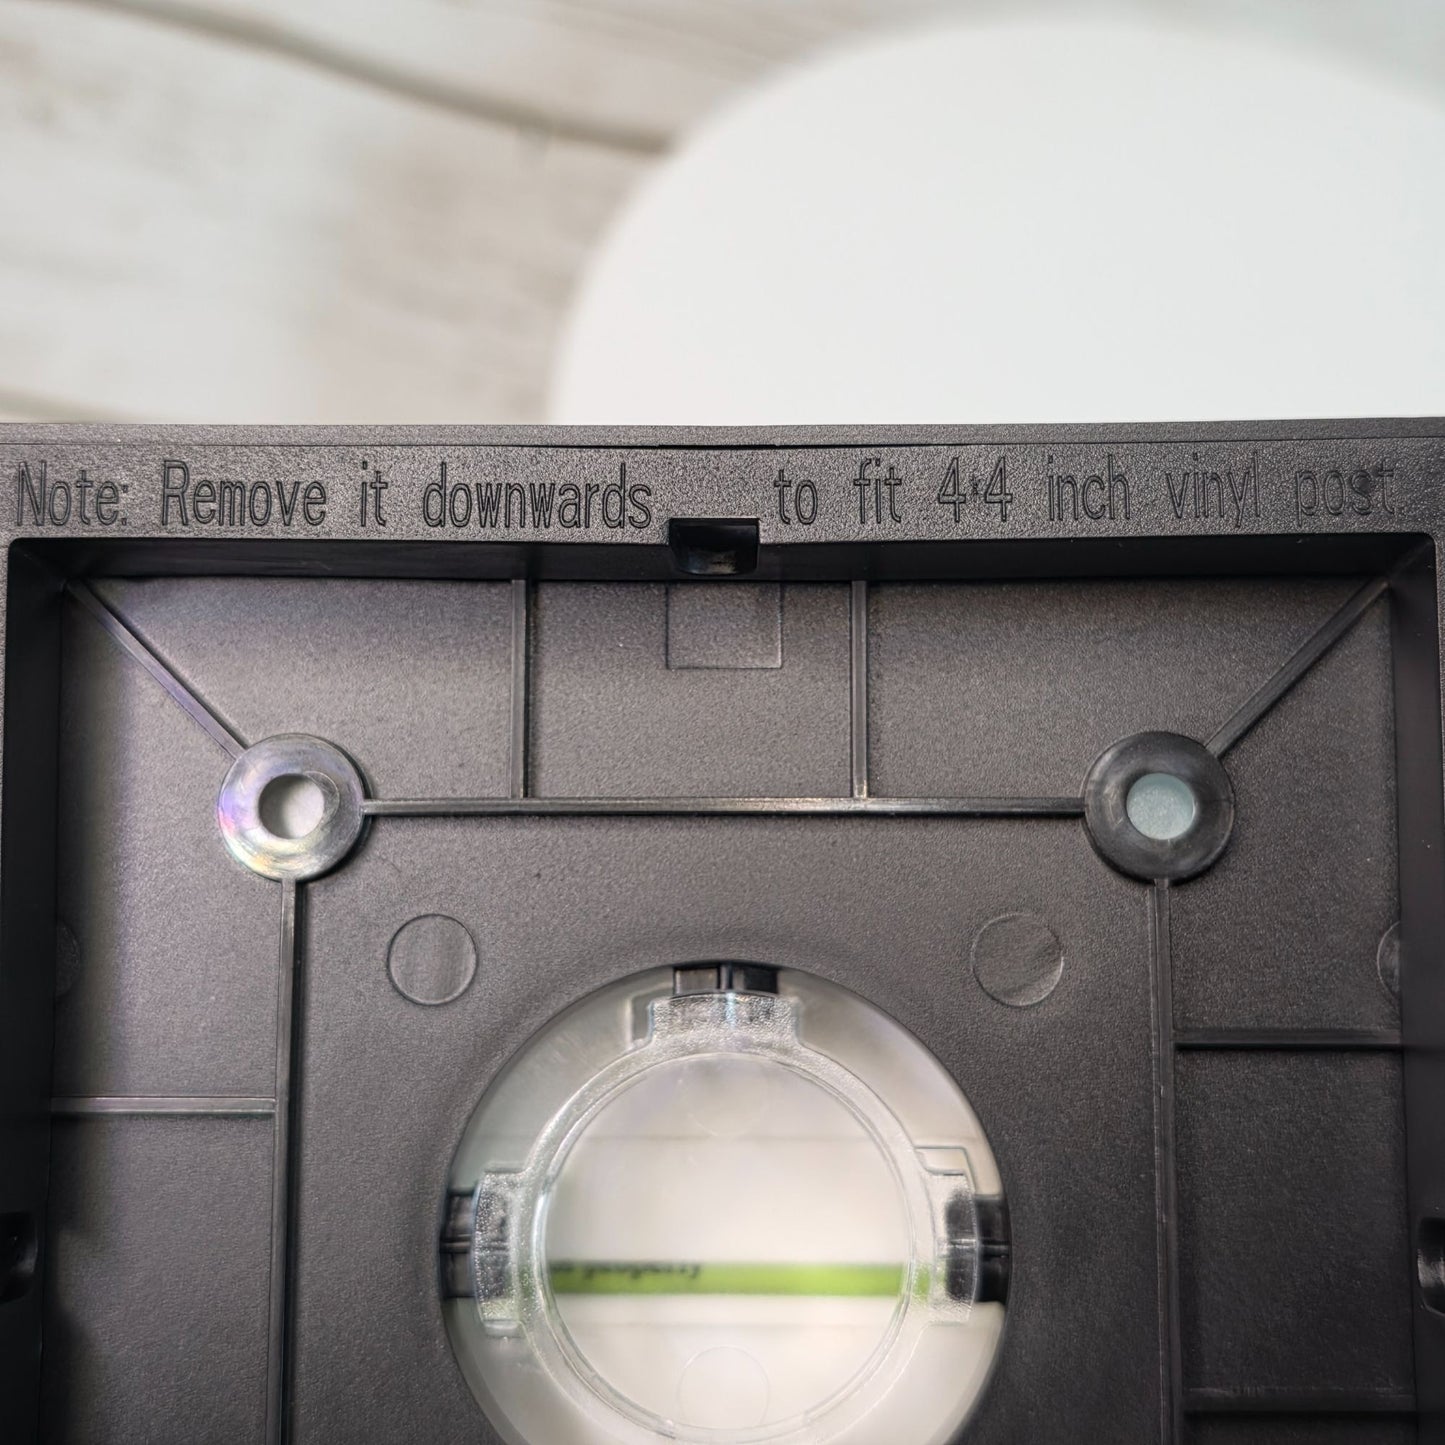 Note: Remove it downwards to fit 4×4 inch vinyl post.